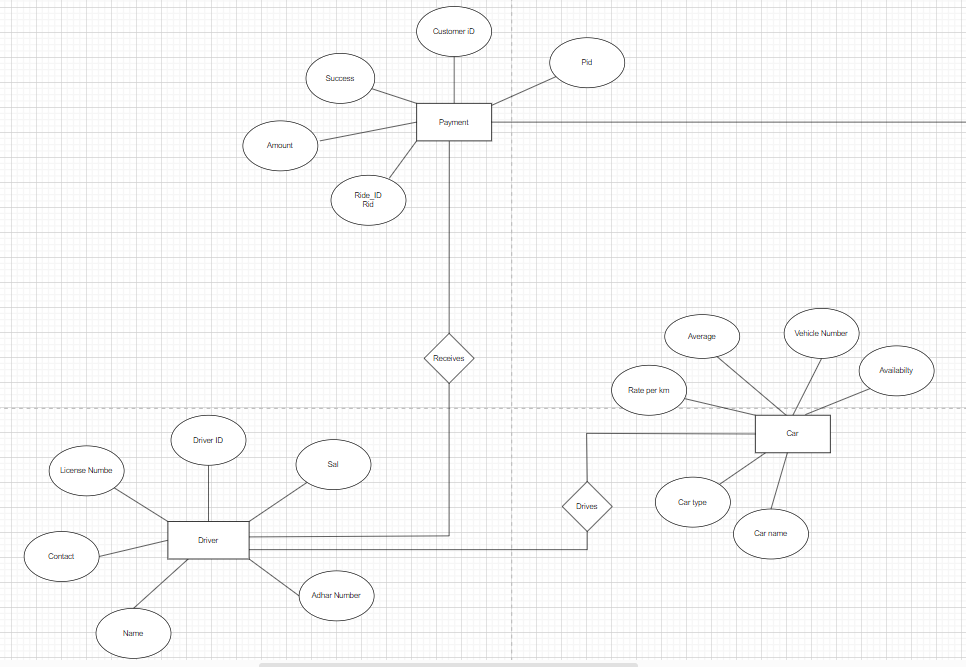 Customer iD
Pid
Success
Payment
Amount
Ride_ID
Rid
Receives
Average
Vehicle Number
Availabilty
Rate per km
Car
Driver ID
License Numbe
Sal
Drives
Car type
Car name
Driver
Contact
Adhar Number
Name